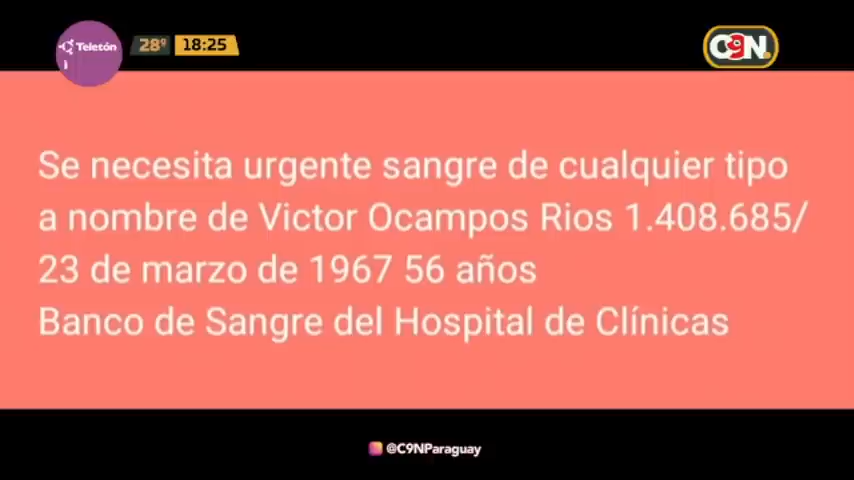 Teletón
28° 18:25
C9N.
Se necesita urgente sangre de cualquier tipo
a nombre de Victor Ocampos Rios 1.408.685/
23 de marzo de 1967 56 años
Banco de Sangre del Hospital de Clínicas
@C9NParaguay